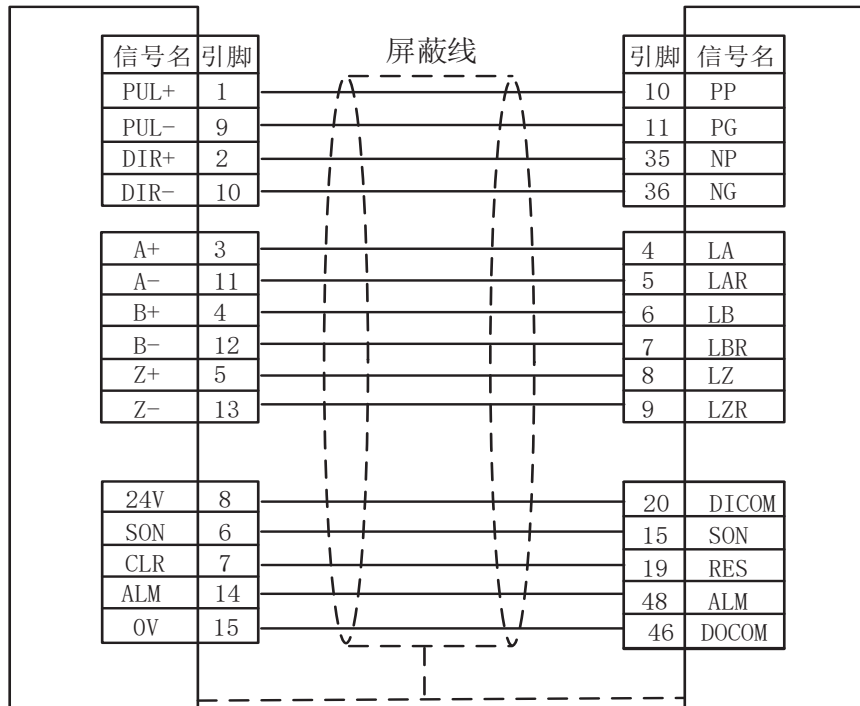 屏蔽线
信号名 引脚 引脚 信号名
PUL+ 1 10 PP
PUL- 9 11 PG
DIR+ 2 35 NP
DIR- 10 36 NG
A+ 3 4 LA
A- 11 5 LAR
B+ 4 6 LB
B- 12 7 LBR
Z+ 5 8 LZ
Z- 13 9 LZR
24V 8 20 DICOM
SON 6 15 SON
CLR 7 19 RES
ALM 14 48 ALM
0V 15 46 DOCOM